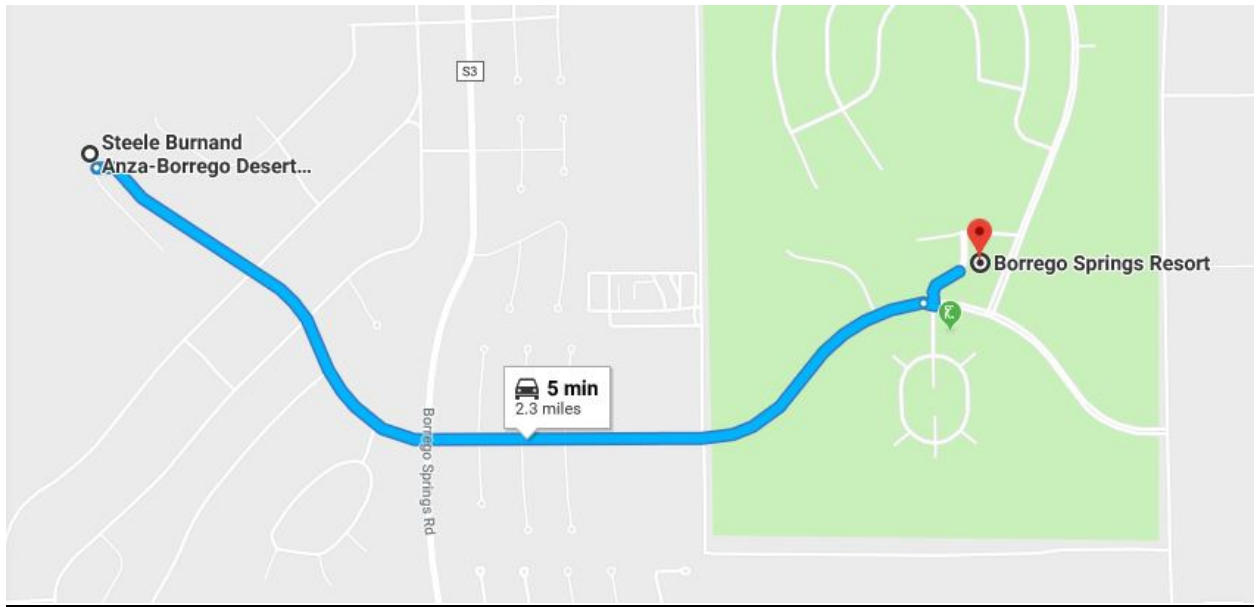 S3
Steele Burnand
Anza-Borrego Desert...
Borrego Springs Resort
5 min
2.3 miles
Borrego Springs Rd